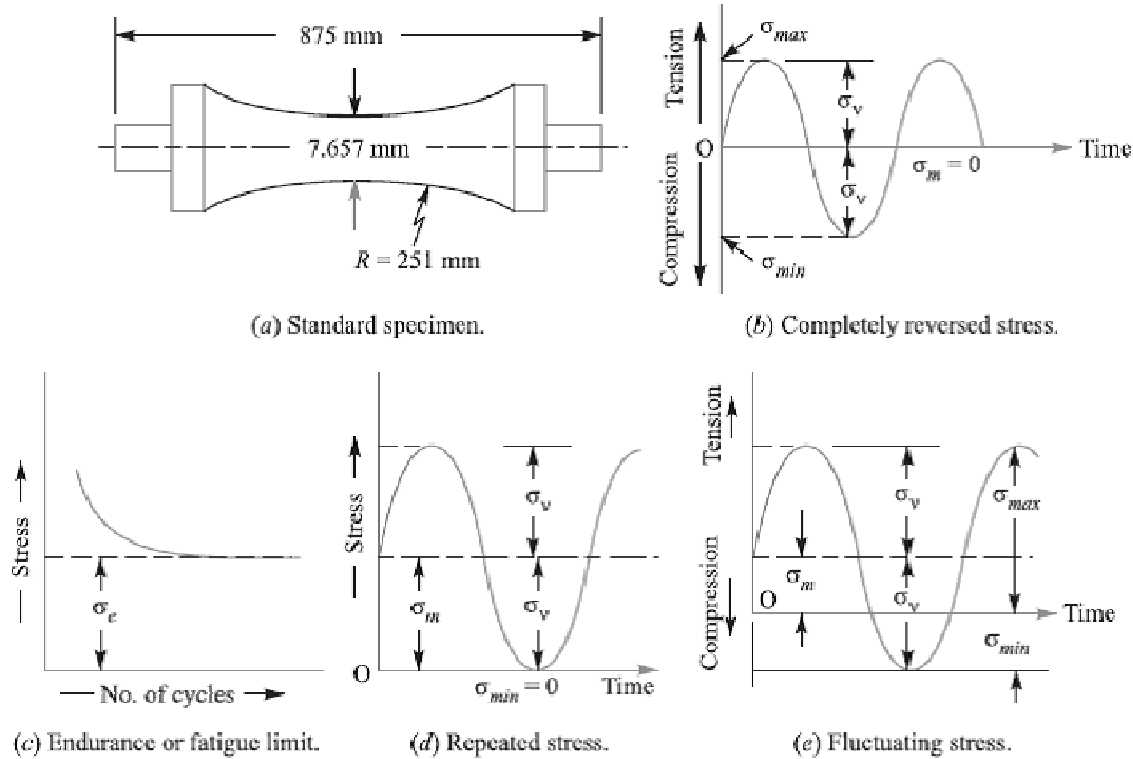 875 mm
7.657 mm
R = 251 mm
(a) Standard specimen.
Tension
Compression
σmax
σv
O
Time
σm = 0
σv
σmin
(b) Completely reversed stress.
Stress
σe
No. of cycles
(c) Endurance or fatigue limit.
Stress
σv
σm
σv
O
σmin = 0
Time
(d) Repeated stress.
Tension
Compression
σv
σmax
σm
σv
O
Time
σmin
(e) Fluctuating stress.